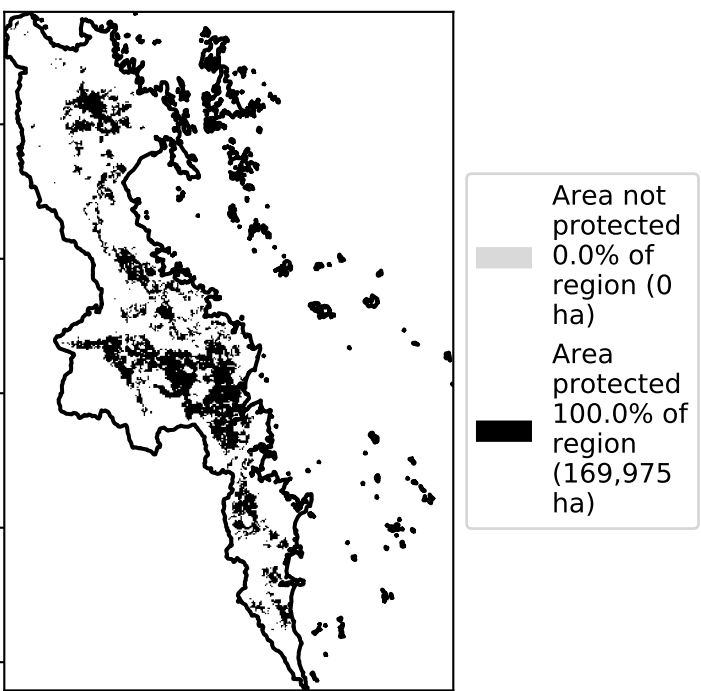 Area not
protected
0.0% of
region (0
ha)
Area
protected
100.0% of
region
(169,975
ha)